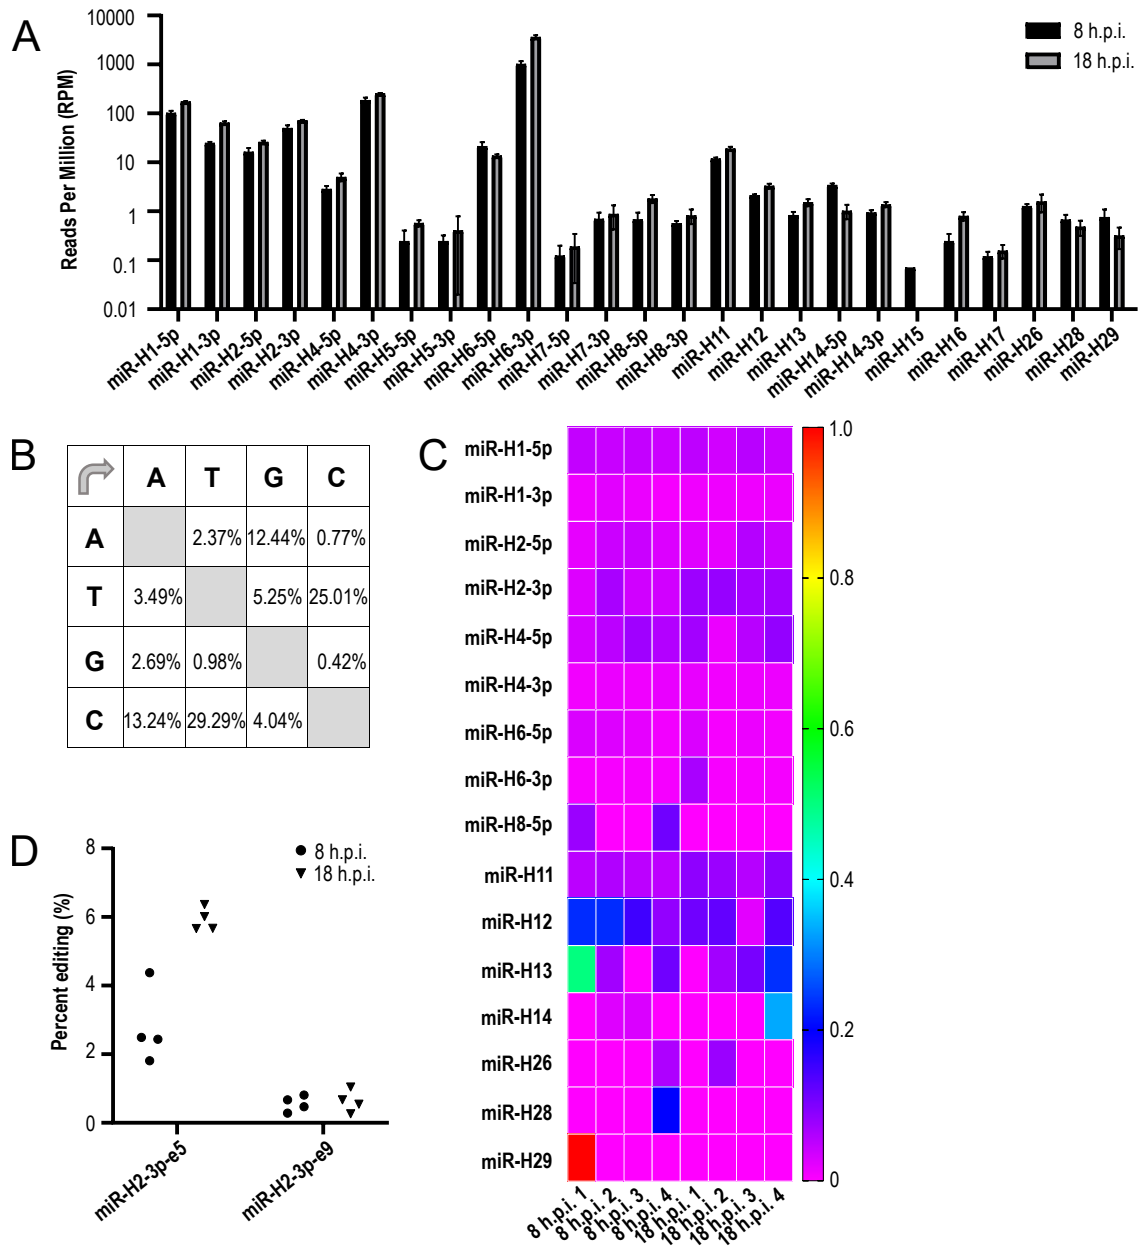 A
Reads Per Million (RPM)
10000
1000
100
10
1
0.1
0.01
8 h.p.i.
18 h.p.i.
miR-H1-5p
miR-H1-3p
miR-H2-5p
miR-H2-3p
miR-H4-5p
miR-H4-3p
miR-H5-5p
miR-H5-3p
miR-H6-5p
miR-H6-3p
miR-H7-5p
miR-H7-3p
miR-H8-5p
miR-H8-3p
miR-H11
miR-H12
miR-H13
miR-H14-5p
miR-H14-3p
miR-H15
miR-H16
miR-H17
miR-H26
miR-H28
miR-H29
B
A T G C
A 2.37% 12.44% 0.77%
T 3.49% 5.25% 25.01%
G 2.69% 0.98% 0.42%
C 13.24% 29.29% 4.04%
C
miR-H1-5p
miR-H1-3p
miR-H2-5p
miR-H2-3p
miR-H4-5p
miR-H4-3p
miR-H6-5p
miR-H6-3p
miR-H8-5p
miR-H11
miR-H12
miR-H13
miR-H14
miR-H26
miR-H28
miR-H29
8 h.p.i. 1
8 h.p.i. 2
8 h.p.i. 3
8 h.p.i. 4
18 h.p.i. 1
18 h.p.i. 2
18 h.p.i. 3
18 h.p.i. 4
1.0
0.8
0.6
0.4
0.2
0
D
Percent editing (%)
8
6
4
2
0
8 h.p.i.
18 h.p.i.
miR-H2-3p-e5
miR-H2-3p-e9